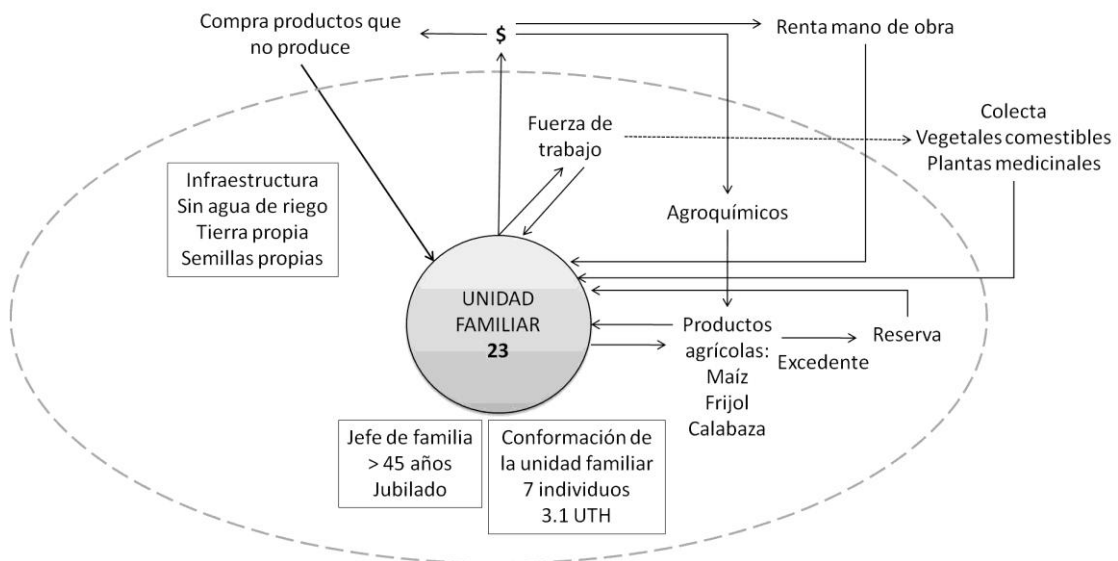 Compra productos que
no produce
$
Renta mano de obra
Fuerza de
trabajo
Colecta
Vegetales comestibles
Plantas medicinales
Infraestructura
Sin agua de riego
Tierra propia
Semillas propias
Agroquímicos
UNIDAD
FAMILIAR
23
Productos
agrícolas:
Maíz
Frijol
Calabaza
Excedente
Reserva
Jefe de familia
> 45 años
Jubilado
Conformación de
la unidad familiar
7 individuos
3.1 UTH